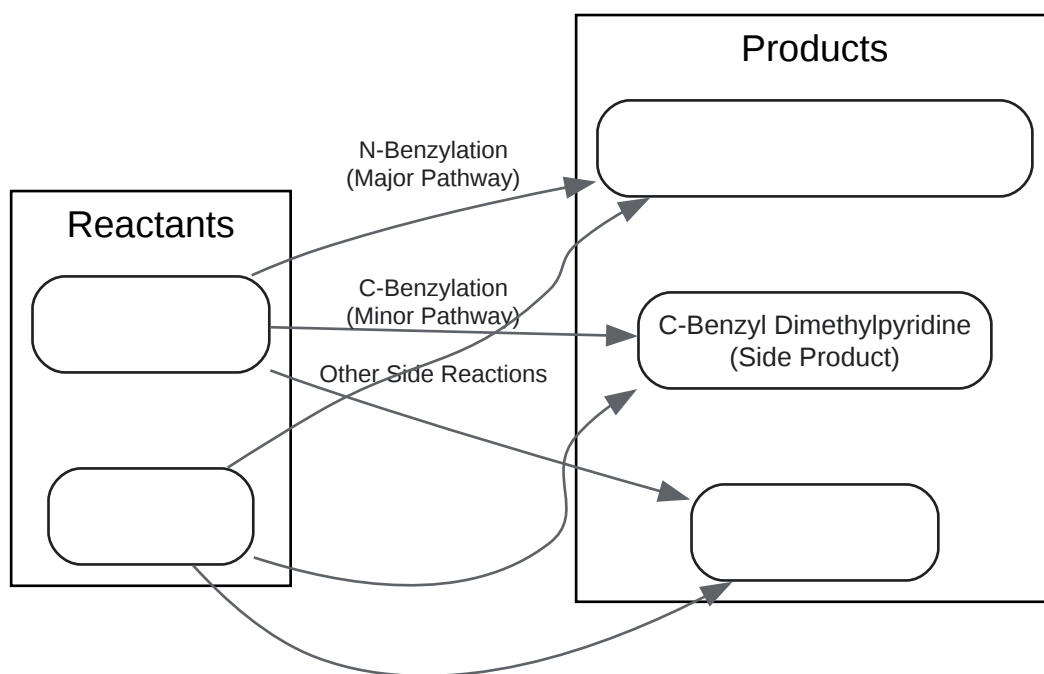 Products
N-Benzylation
(Major Pathway)
Reactants
C-Benzylation
(Minor Pathway)
C-Benzyl Dimethylpyridine
(Side Product)
Other Side Reactions